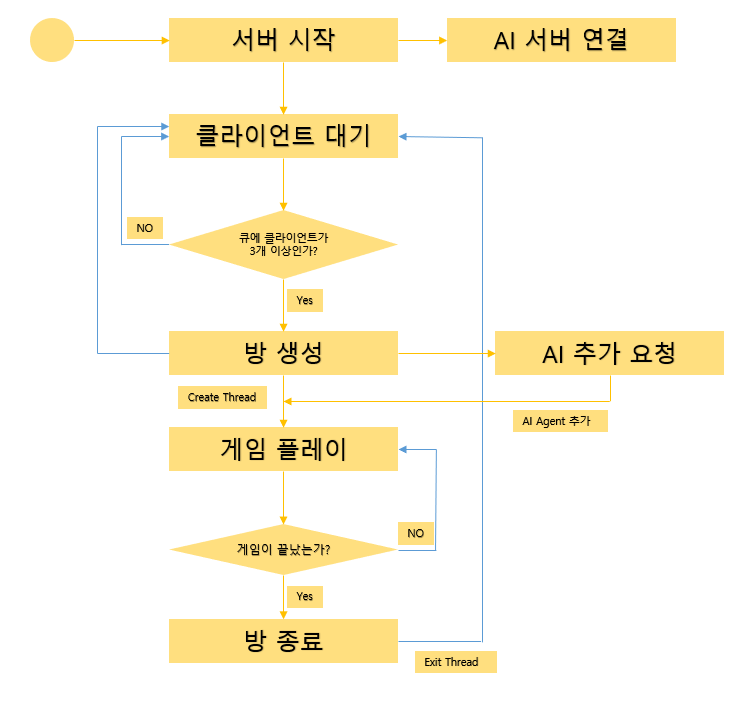 서버 시작
AI 서버 연결
클라이언트 대기
NO
큐에 클라이언트가
3개 이상인가?
Yes
방 생성
AI 추가 요청
Create Thread
AI Agent 추가
게임 플레이
NO
게임이 끝났는가?
Yes
방 종료
Exit Thread